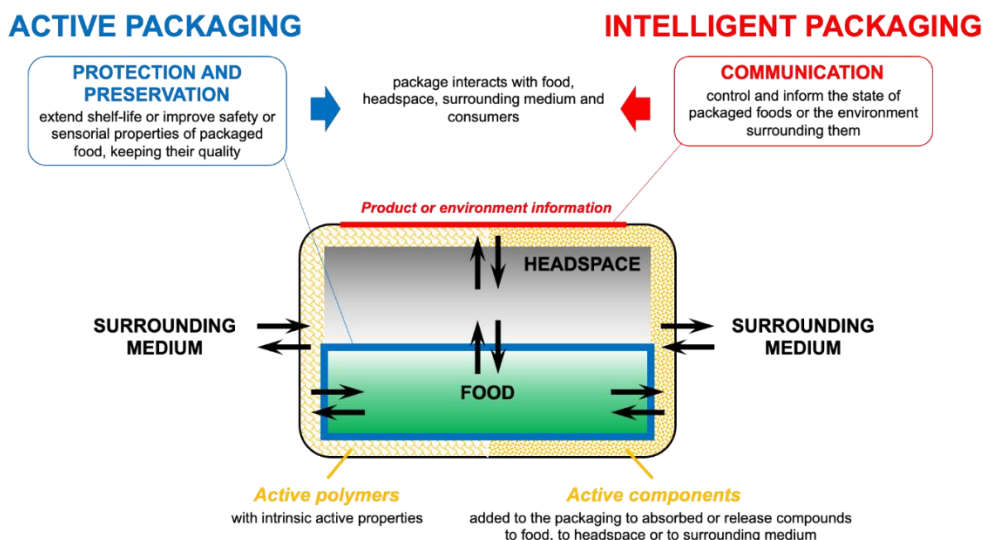 ACTIVE PACKAGING
INTELLIGENT PACKAGING
PROTECTION AND
PRESERVATION
extend shelf-life or improve safety or
sensorial properties of packaged
food, keeping their quality
package interacts with food,
headspace, surrounding medium and
consumers
COMMUNICATION
control and inform the state of
packaged foods or the environment
surrounding them
Product or environment information
HEADSPACE
SURROUNDING
MEDIUM
SURROUNDING
MEDIUM
FOOD
Active polymers
with intrinsic active properties
Active components
added to the packaging to absorbed or release compounds
to food, to headspace or to surrounding medium